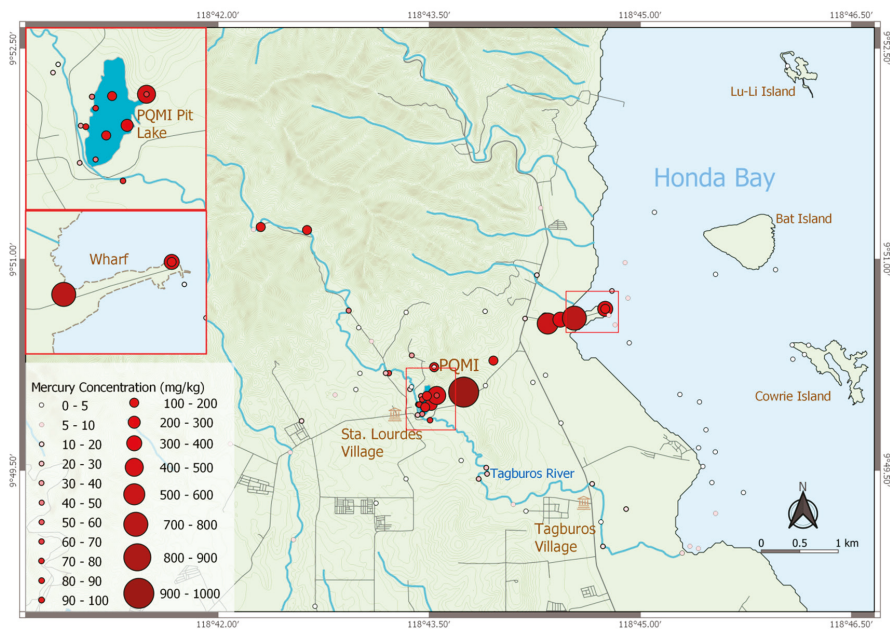 118°42.00' 118°43.50' 118°45.00' 118°46.50'
9°52.50' 9°52.50'
PQMI Pit
Lake
Lu-Li Island
Honda Bay
Bat Island
Wharf
9°51.00' 9°51.00'
PQMI
Cowrie Island
Sta. Lourdes
Village
Tagburos River
9°49.50' 9°49.50'
Tagburos
Village
N
0 0.5 1 km
Mercury Concentration (mg/kg)
0 - 5
5 - 10
10 - 20
20 - 30
30 - 40
40 - 50
50 - 60
60 - 70
70 - 80
80 - 90
90 - 100
100 - 200
200 - 300
300 - 400
400 - 500
500 - 600
700 - 800
800 - 900
900 - 1000
118°42.00' 118°43.50' 118°45.00' 118°46.50'